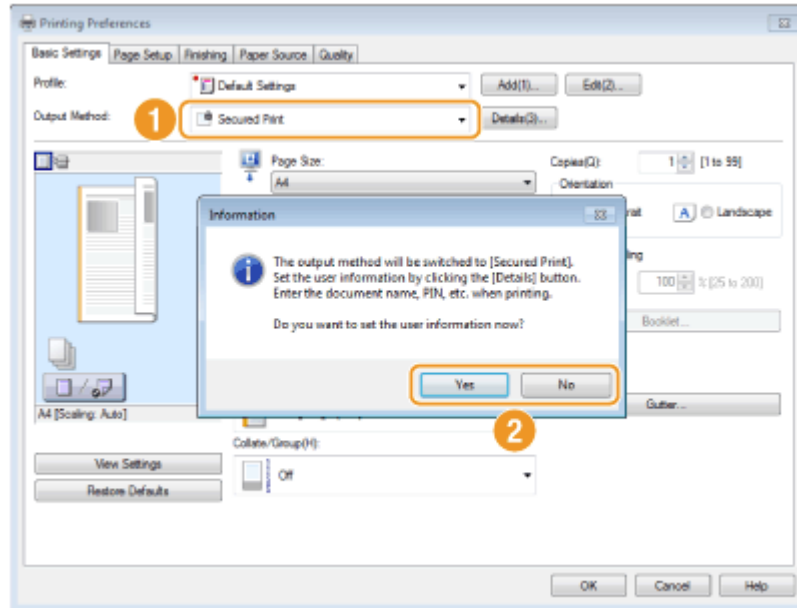 Printing Preferences
Basic Settings Page Setup Finishing Paper Source Quality
Profile: Default Settings Add(1)... Edit(2)...
Output Method: 1 Secured Print Details(3)...
Page Size: Copies(Q): 1 [1 to 99]
A4
Orientation
A Landscape
Information
The output method will be switched to [Secured Print].
Set the user information by clicking the [Details] button.
Enter the document name, PIN, etc. when printing.
Do you want to set the user information now?
Yes No
2
100 % [25 to 200]
Booklet...
Gutter...
A4 [Scaling: Auto]
Collate/Group(H):
Off
View Settings
Restore Defaults
OK Cancel Help